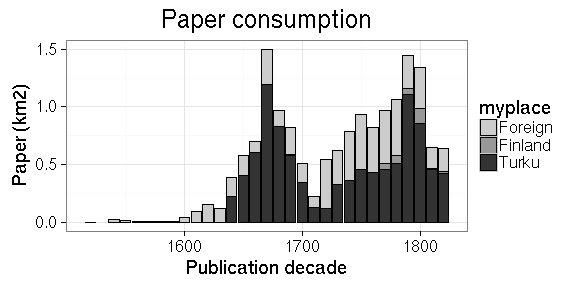 Paper consumption
Paper (km2)
1.5
1.0
0.5
0.0
1600
1700
1800
Publication decade
myplace
Foreign
Finland
Turku